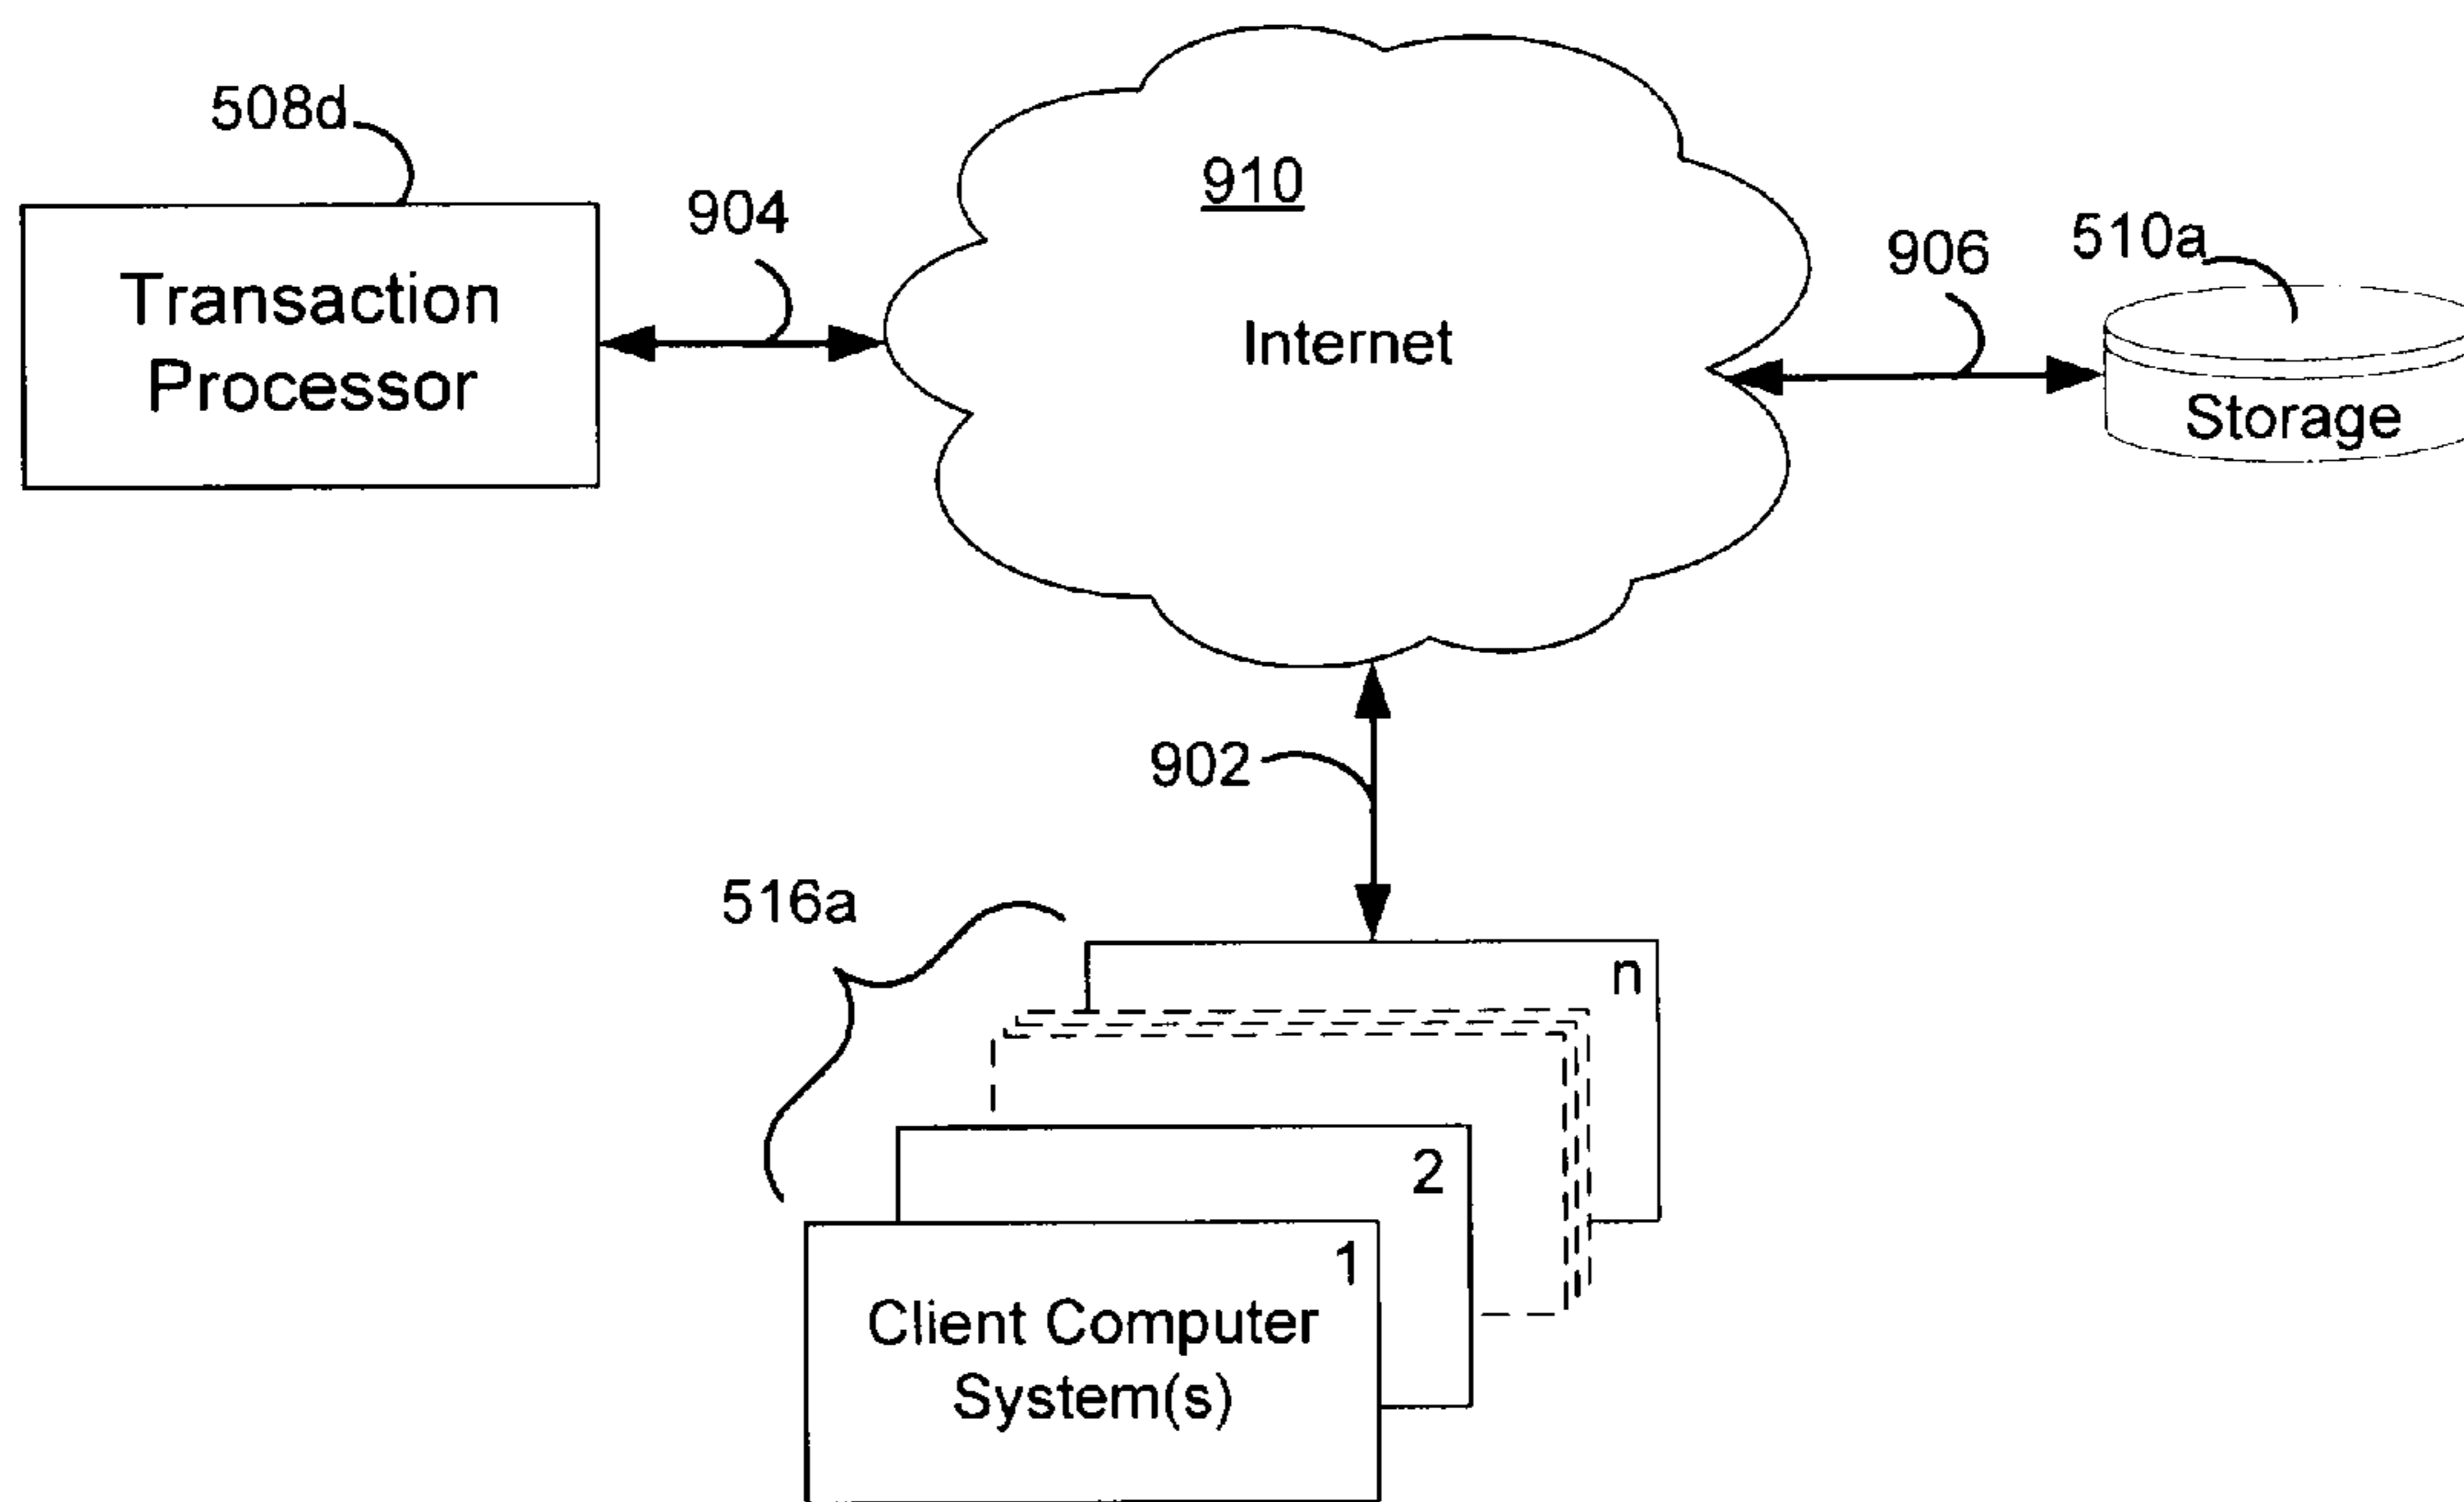 508d
904
910
906
510a
Transaction
Processor
Internet
Storage
902
516a
n
2
1
Client Computer
System(s)